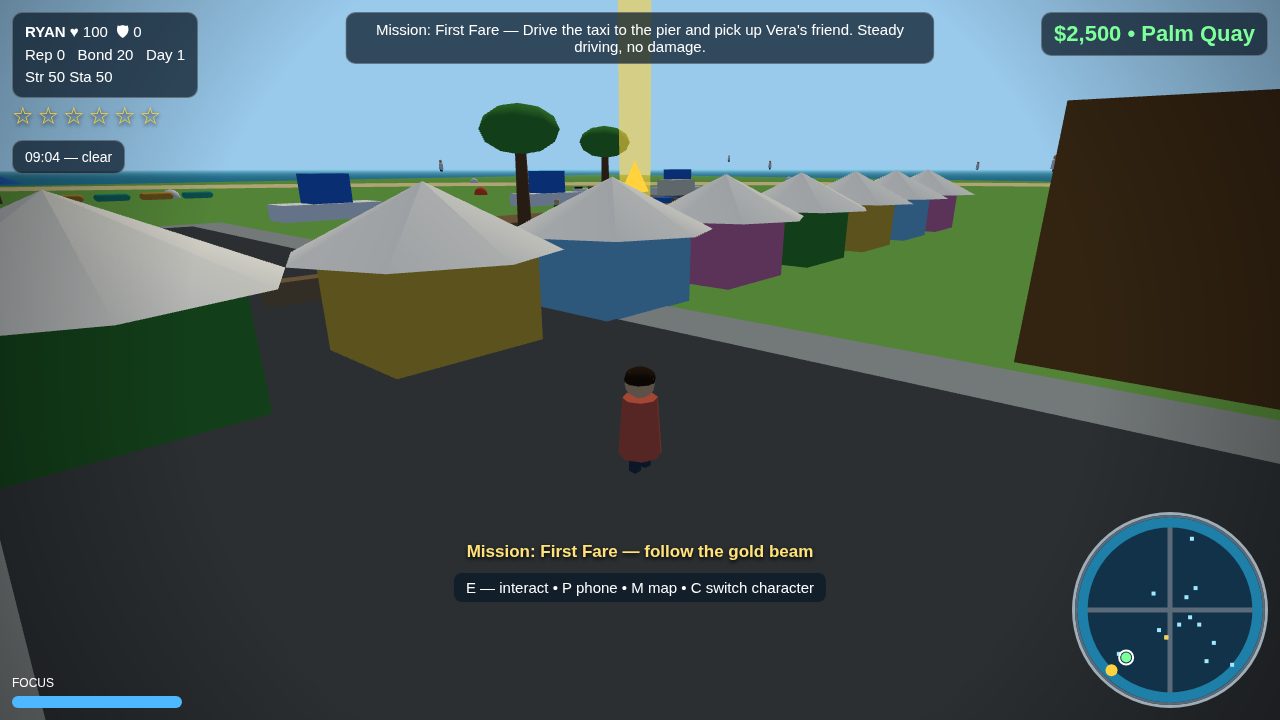 RYAN ♥ 100 🛡 0
Rep 0 Bond 20 Day 1
Str 50 Sta 50
☆☆☆☆☆☆
09:04 — clear
Mission: First Fare — Drive the taxi to the pier and pick up Vera's friend. Steady
driving, no damage.
$2,500 • Palm Quay
Mission: First Fare — follow the gold beam
E — interact • P phone • M map • C switch character
FOCUS